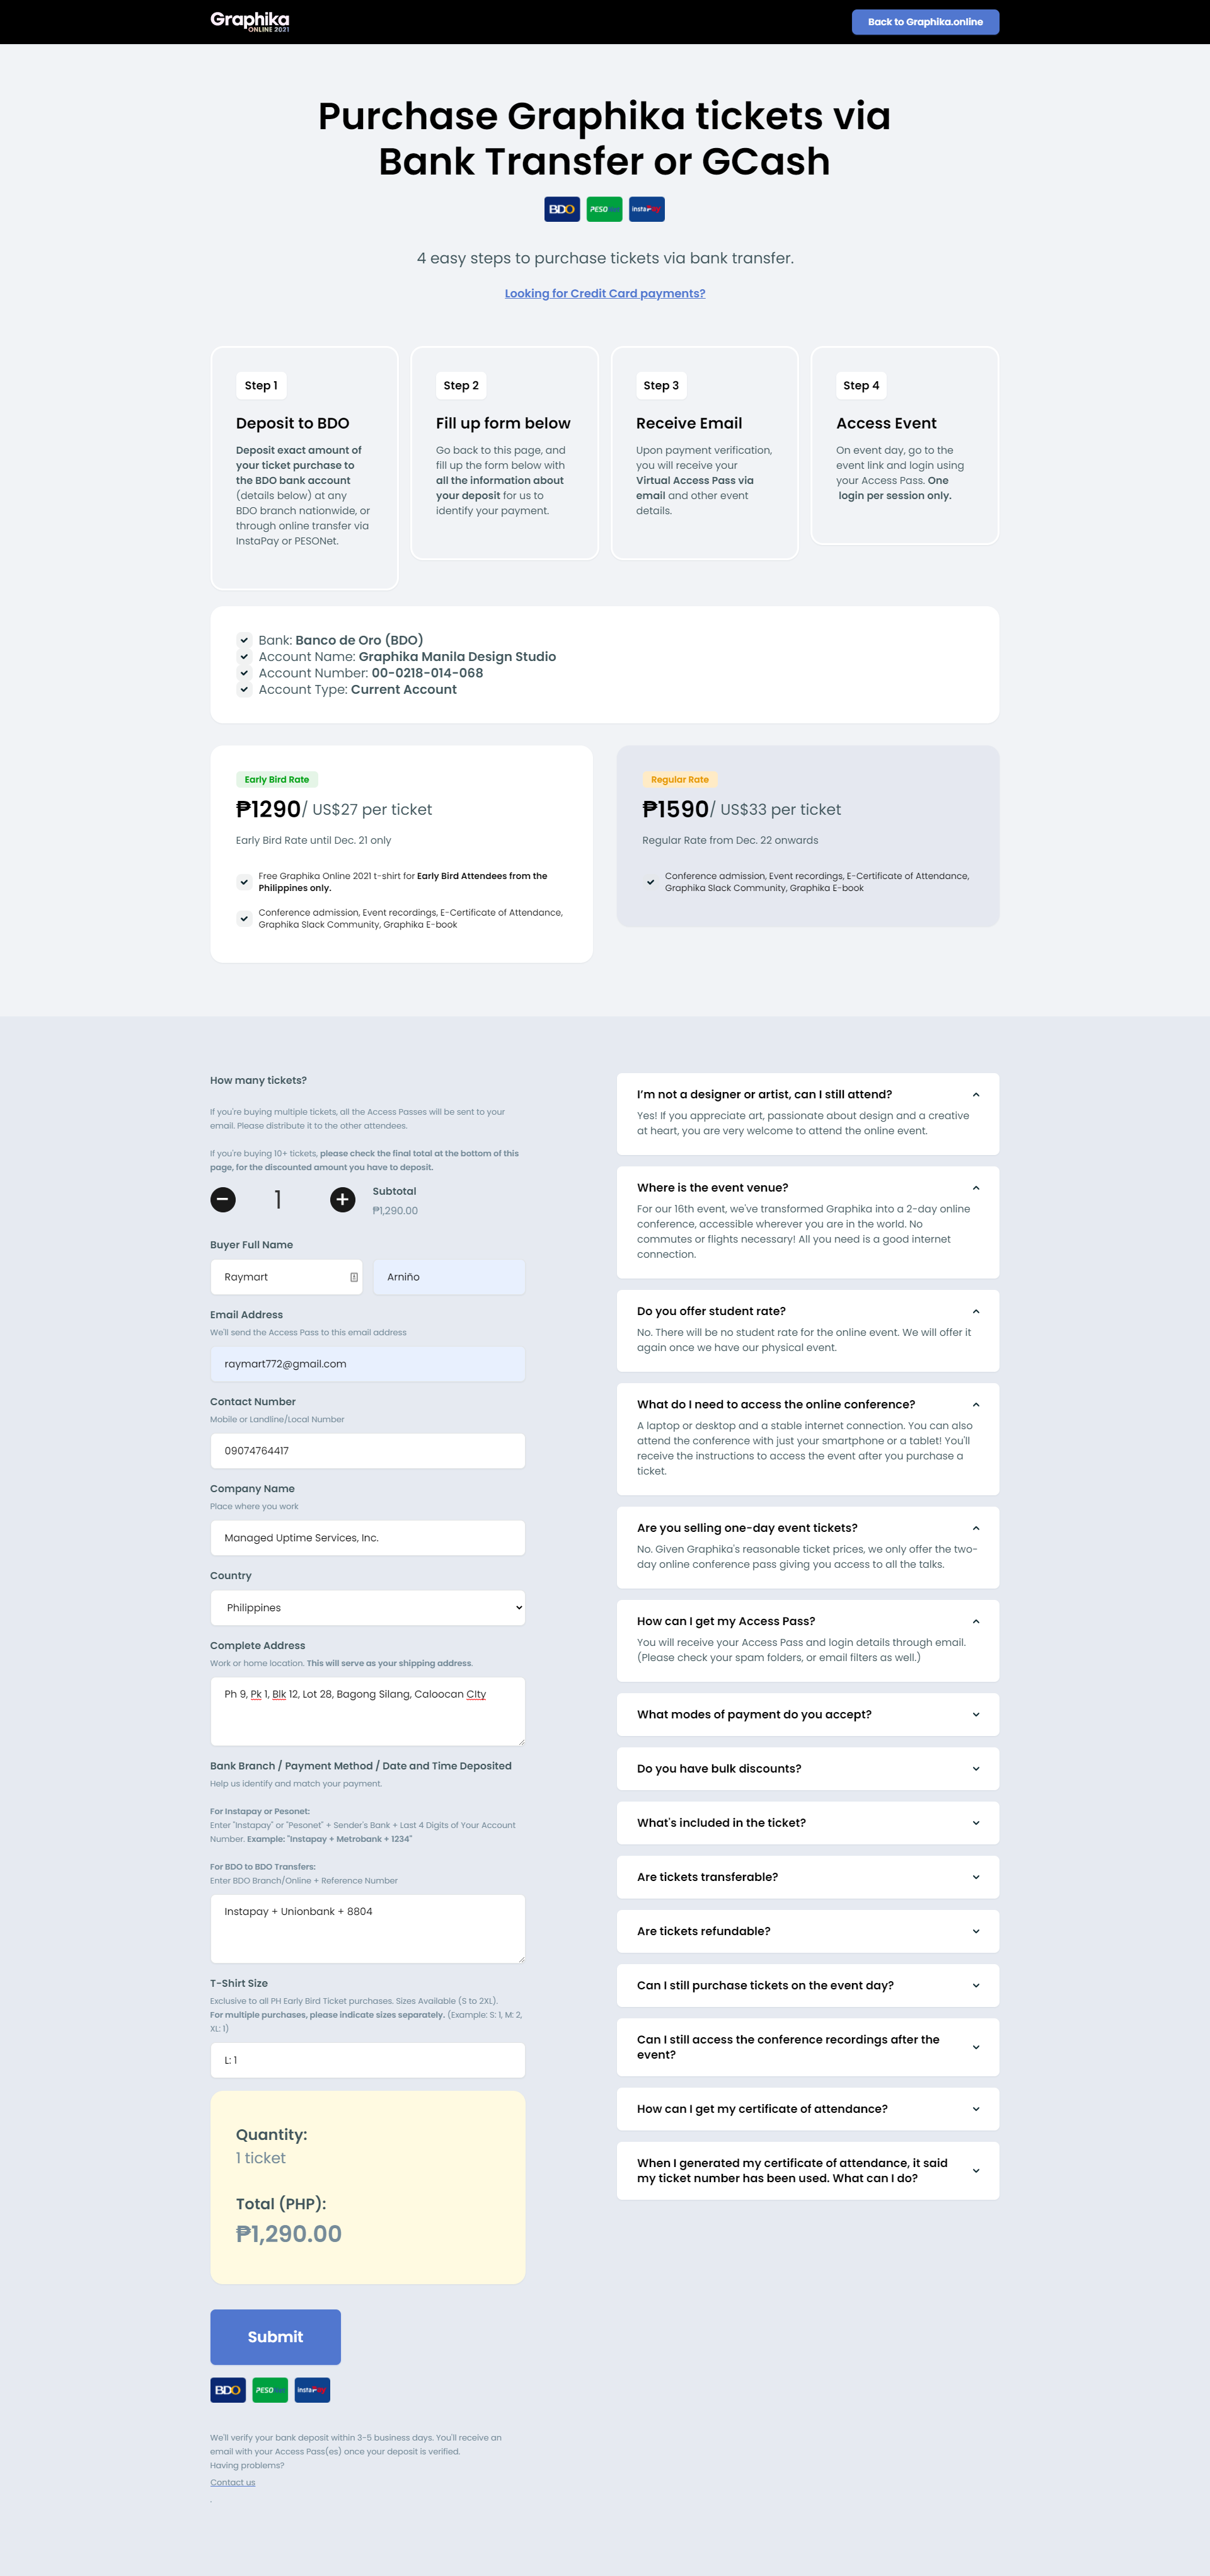 Graphika
ONLINE 2021
Back to Graphika.online
Purchase Graphika tickets via
Bank Transfer or GCash
BDO
PESO
instaPay
4 easy steps to purchase tickets via bank transfer.
Looking for Credit Card payments?
Step 1
Deposit to BDO
Deposit exact amount of
your ticket purchase to
the BDO bank account
(details below) at any
BDO branch nationwide, or
through online transfer via
InstaPay or PESONet.
Step 2
Fill up form below
Go back to this page, and
fill up the form below with
all the information about
your deposit for us to
identify your payment.
Step 3
Receive Email
Upon payment verification,
you will receive your
Virtual Access Pass via
email and other event
details.
Step 4
Access Event
On event day, go to the
event link and login using
your Access Pass. One
login per session only.
Bank: Banco de Oro (BDO)
Account Name: Graphika Manila Design Studio
Account Number: 00-0218-014-068
Account Type: Current Account
Early Bird Rate
₱1290/ US$27 per ticket
Early Bird Rate until Dec. 21 only
Free Graphika Online 2021 t-shirt for Early Bird Attendees from the
Philippines only.
Conference admission, Event recordings, E-Certificate of Attendance,
Graphika Slack Community, Graphika E-book
Regular Rate
₱1590/ US$33 per ticket
Regular Rate from Dec. 22 onwards
Conference admission, Event recordings, E-Certificate of Attendance,
Graphika Slack Community, Graphika E-book
How many tickets?
If you're buying multiple tickets, all the Access Passes will be sent to your
email. Please distribute it to the other attendees.
If you're buying 10+ tickets, please check the final total at the bottom of this
page, for the discounted amount you have to deposit.
1
Subtotal
₱1,290.00
Buyer Full Name
Raymart
Arniño
Email Address
We'll send the Access Pass to this email address
raymart772@gmail.com
Contact Number
Mobile or Landline/Local Number
09074764417
Company Name
Place where you work
Managed Uptime Services, Inc.
Country
Philippines
Complete Address
Work or home location. This will serve as your shipping address.
Ph 9, Pk 1, Blk 12, Lot 28, Bagong Silang, Caloocan CIty
Bank Branch / Payment Method / Date and Time Deposited
Help us identify and match your payment.
For Instapay or Pesonet:
Enter "Instapay" or "Pesonet" + Sender's Bank + Last 4 Digits of Your Account
Number. Example: "Instapay + Metrobank + 1234"
For BDO to BDO Transfers:
Enter BDO Branch/Online + Reference Number
Instapay + Unionbank + 8804
T-Shirt Size
Exclusive to all PH Early Bird Ticket purchases. Sizes Available (S to 2XL).
For multiple purchases, please indicate sizes separately. (Example: S: 1, M: 2,
XL: 1)
L: 1
Quantity:
1 ticket
Total (PHP):
₱1,290.00
Submit
BDO
PESO
instaPay
We'll verify your bank deposit within 3-5 business days. You'll receive an
email with your Access Pass(es) once your deposit is verified.
Having problems?
Contact us
.
I'm not a designer or artist, can I still attend?
Yes! If you appreciate art, passionate about design and a creative
at heart, you are very welcome to attend the online event.
Where is the event venue?
For our 16th event, we've transformed Graphika into a 2-day online
conference, accessible wherever you are in the world. No
commutes or flights necessary! All you need is a good internet
connection.
Do you offer student rate?
No. There will be no student rate for the online event. We will offer it
again once we have our physical event.
What do I need to access the online conference?
A laptop or desktop and a stable internet connection. You can also
attend the conference with just your smartphone or a tablet! You'll
receive the instructions to access the event after you purchase a
ticket.
Are you selling one-day event tickets?
No. Given Graphika's reasonable ticket prices, we only offer the two-
day online conference pass giving you access to all the talks.
How can I get my Access Pass?
You will receive your Access Pass and login details through email.
(Please check your spam folders, or email filters as well.)
What modes of payment do you accept?
Do you have bulk discounts?
What's included in the ticket?
Are tickets transferable?
Are tickets refundable?
Can I still purchase tickets on the event day?
Can I still access the conference recordings after the
event?
How can I get my certificate of attendance?
When I generated my certificate of attendance, it said
my ticket number has been used. What can I do?